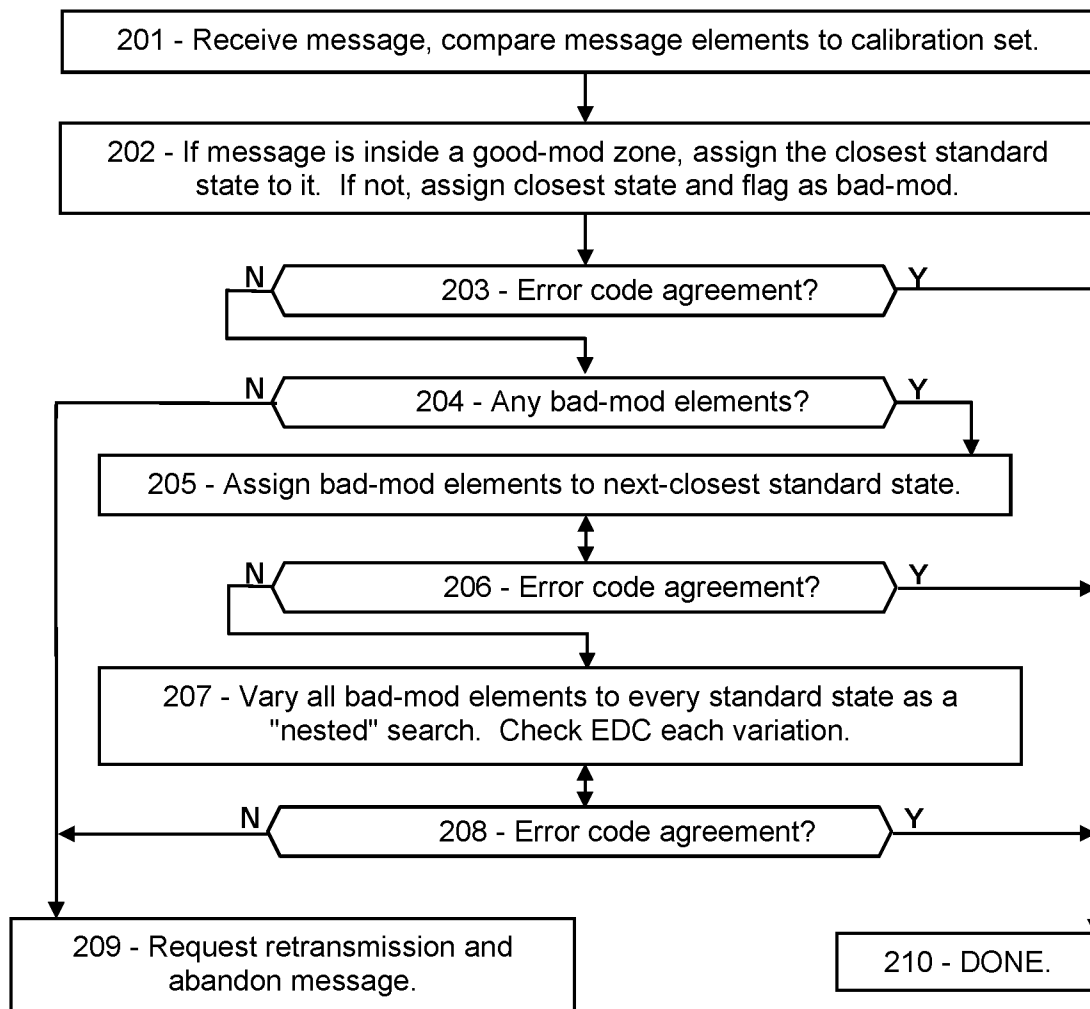 201 - Receive message, compare message elements to calibration set.
202 - If message is inside a good-mod zone, assign the closest standard
state to it.  If not, assign closest state and flag as bad-mod.
N
Y
203 - Error code agreement?
N
Y
204 - Any bad-mod elements?
205 - Assign bad-mod elements to next-closest standard state.
N
Y
206 - Error code agreement?
207 - Vary all bad-mod elements to every standard state as a
"nested" search.  Check EDC each variation.
N
Y
208 - Error code agreement?
209 - Request retransmission and
abandon message.
210 - DONE.